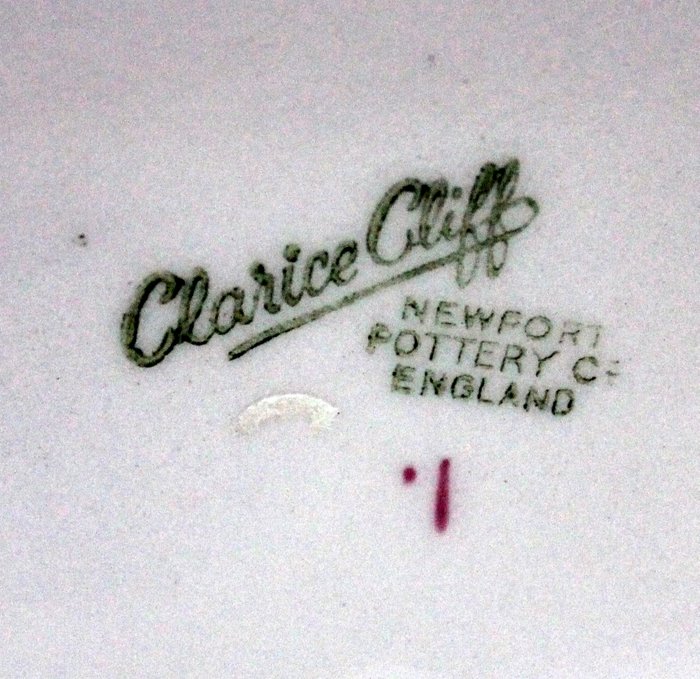 Clarice Cliff
NEWPORT
POTTERY Co
ENGLAND